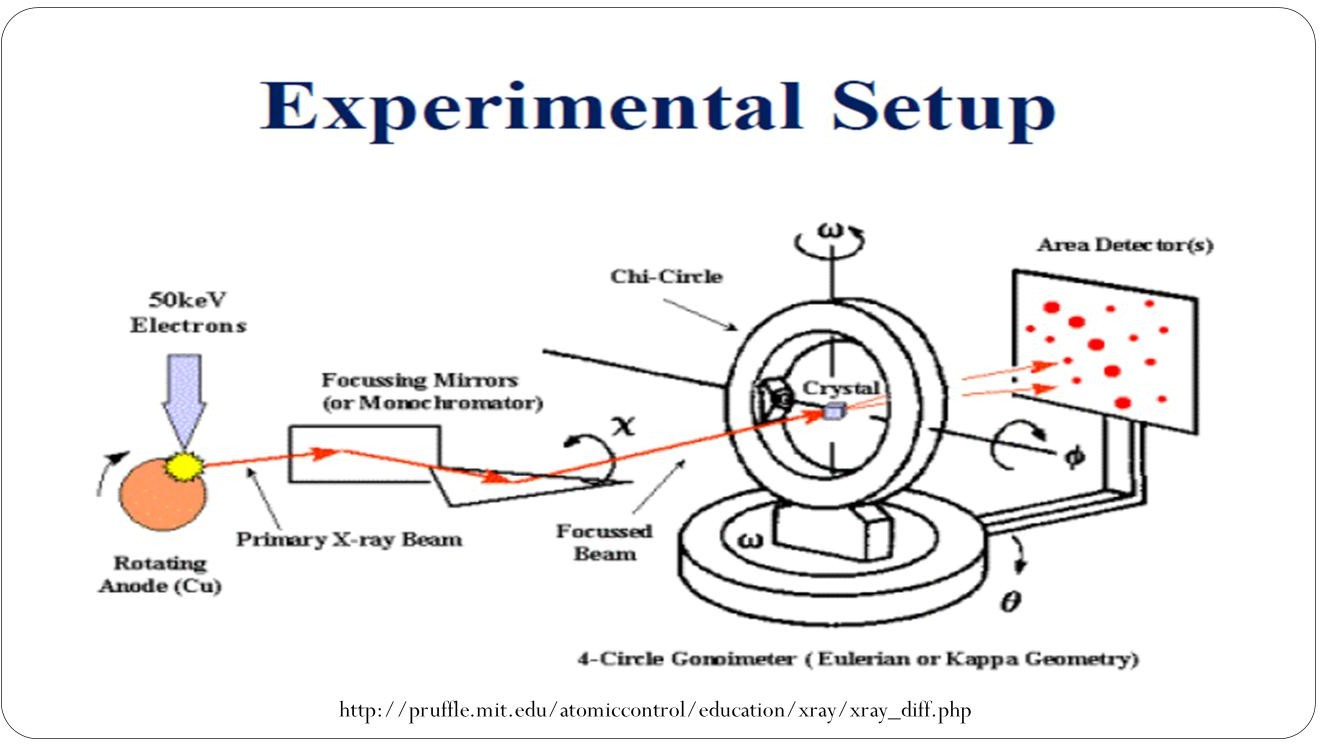 Experimental Setup
ω
Area Detector(s)
Chi-Circle
50keV
Electrons
Focussing Mirrors
(or Monochromator)
Crystal
χ
ϕ
Primary X-ray Beam
Focussed
Beam
ω
Rotating
Anode (Cu)
θ
4-Circle Gonoimeter ( Eulerian or Kappa Geometry)
http://pruffle.mit.edu/atomiccontrol/education/xray/xray_diff.php